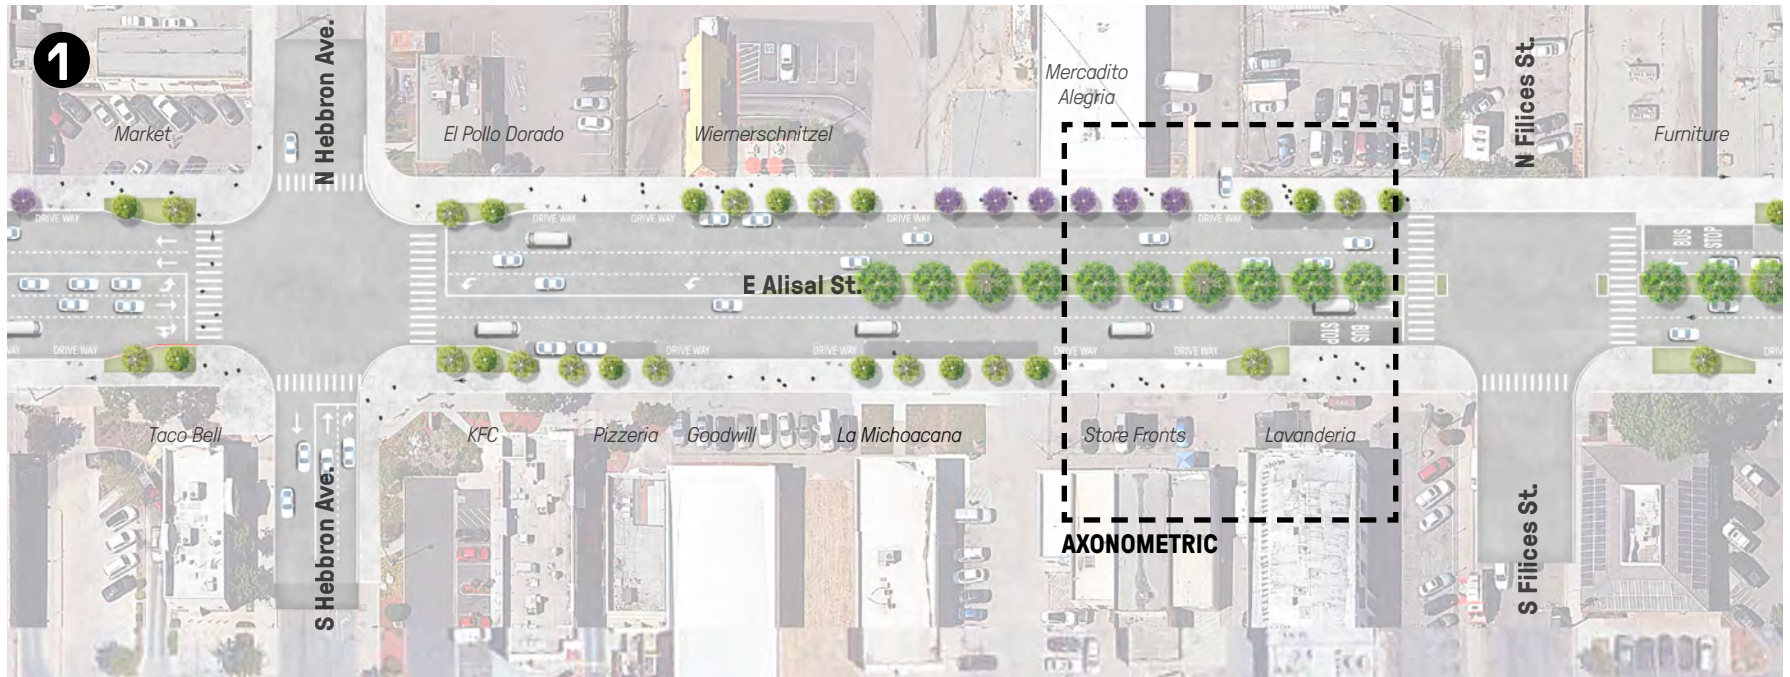 1
N Hebbron Ave.
N Filices St.
Mercadito
Alegria
Market
El Pollo Dorado
Wiernerschnitzel
Furniture
DRIVE WAY
DRIVE WAY
DRIVE WAY
DRIVE WAY
DRIVE WAY
BUS
STOP
E Alisal St.
BUS
STOP
WAY
DRIVE WAY
DRIVE WAY
DRIVE WAY
DRIVE WAY
DRIVE WAY
DRIV
Taco Bell
KFC
Pizzeria
Goodwill
La Michoacana
Store Fronts
Lavanderia
AXONOMETRIC
S Hebbron Ave.
S Filices St.